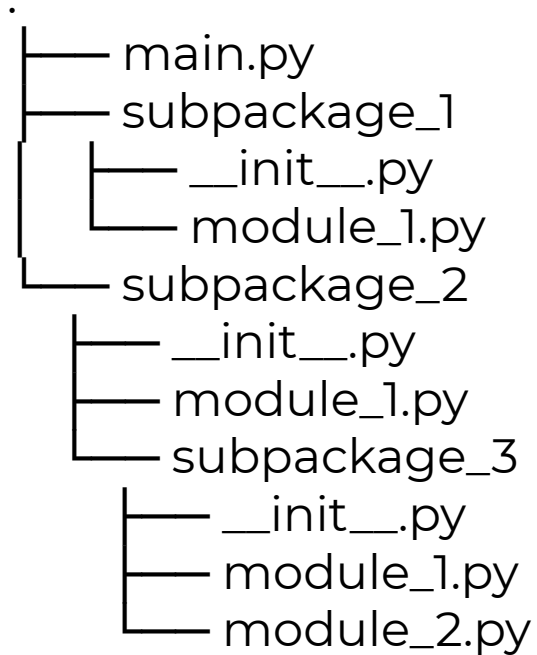 .
├── main.py
├── subpackage_1
│   ├── __init__.py
│   └── module_1.py
└── subpackage_2
    ├── __init__.py
    ├── module_1.py
    └── subpackage_3
        ├── __init__.py
        ├── module_1.py
        └── module_2.py